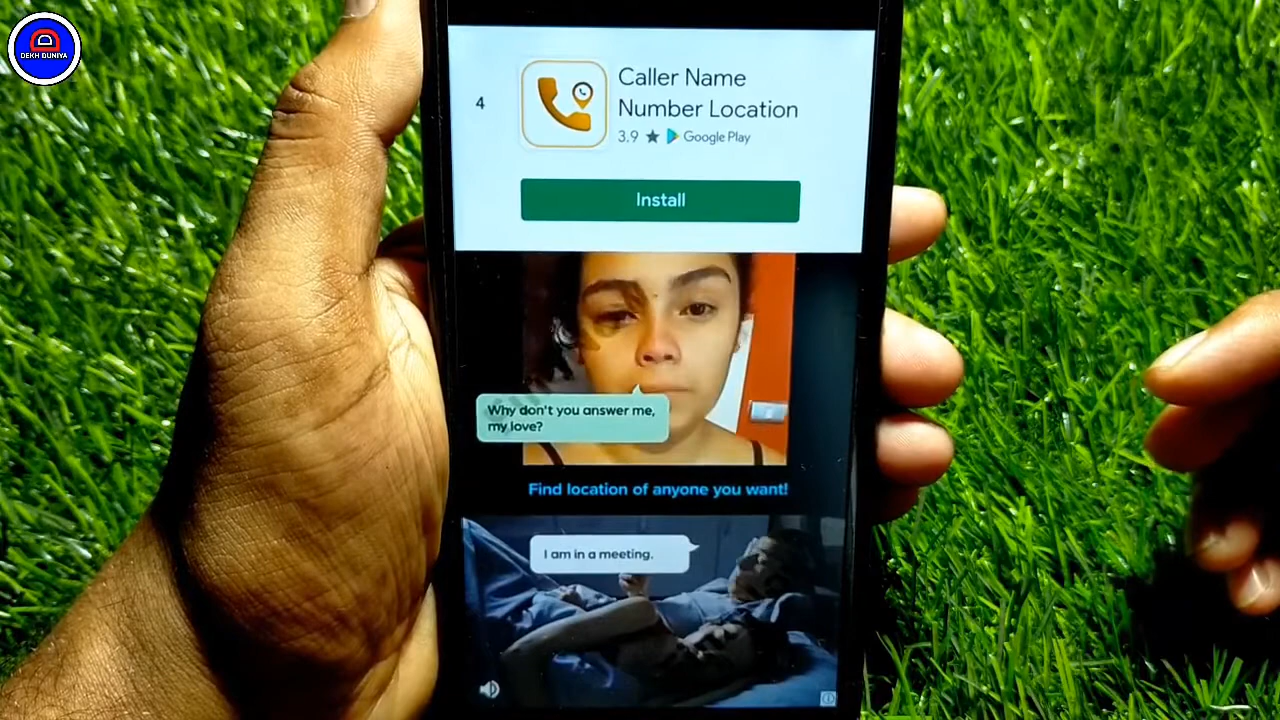 DEKH DUNIYA
4
Caller Name
Number Location
3.9 ★ Google Play
Install
Why don't you answer me,
my love?
Find location of anyone you want!
I am in a meeting.